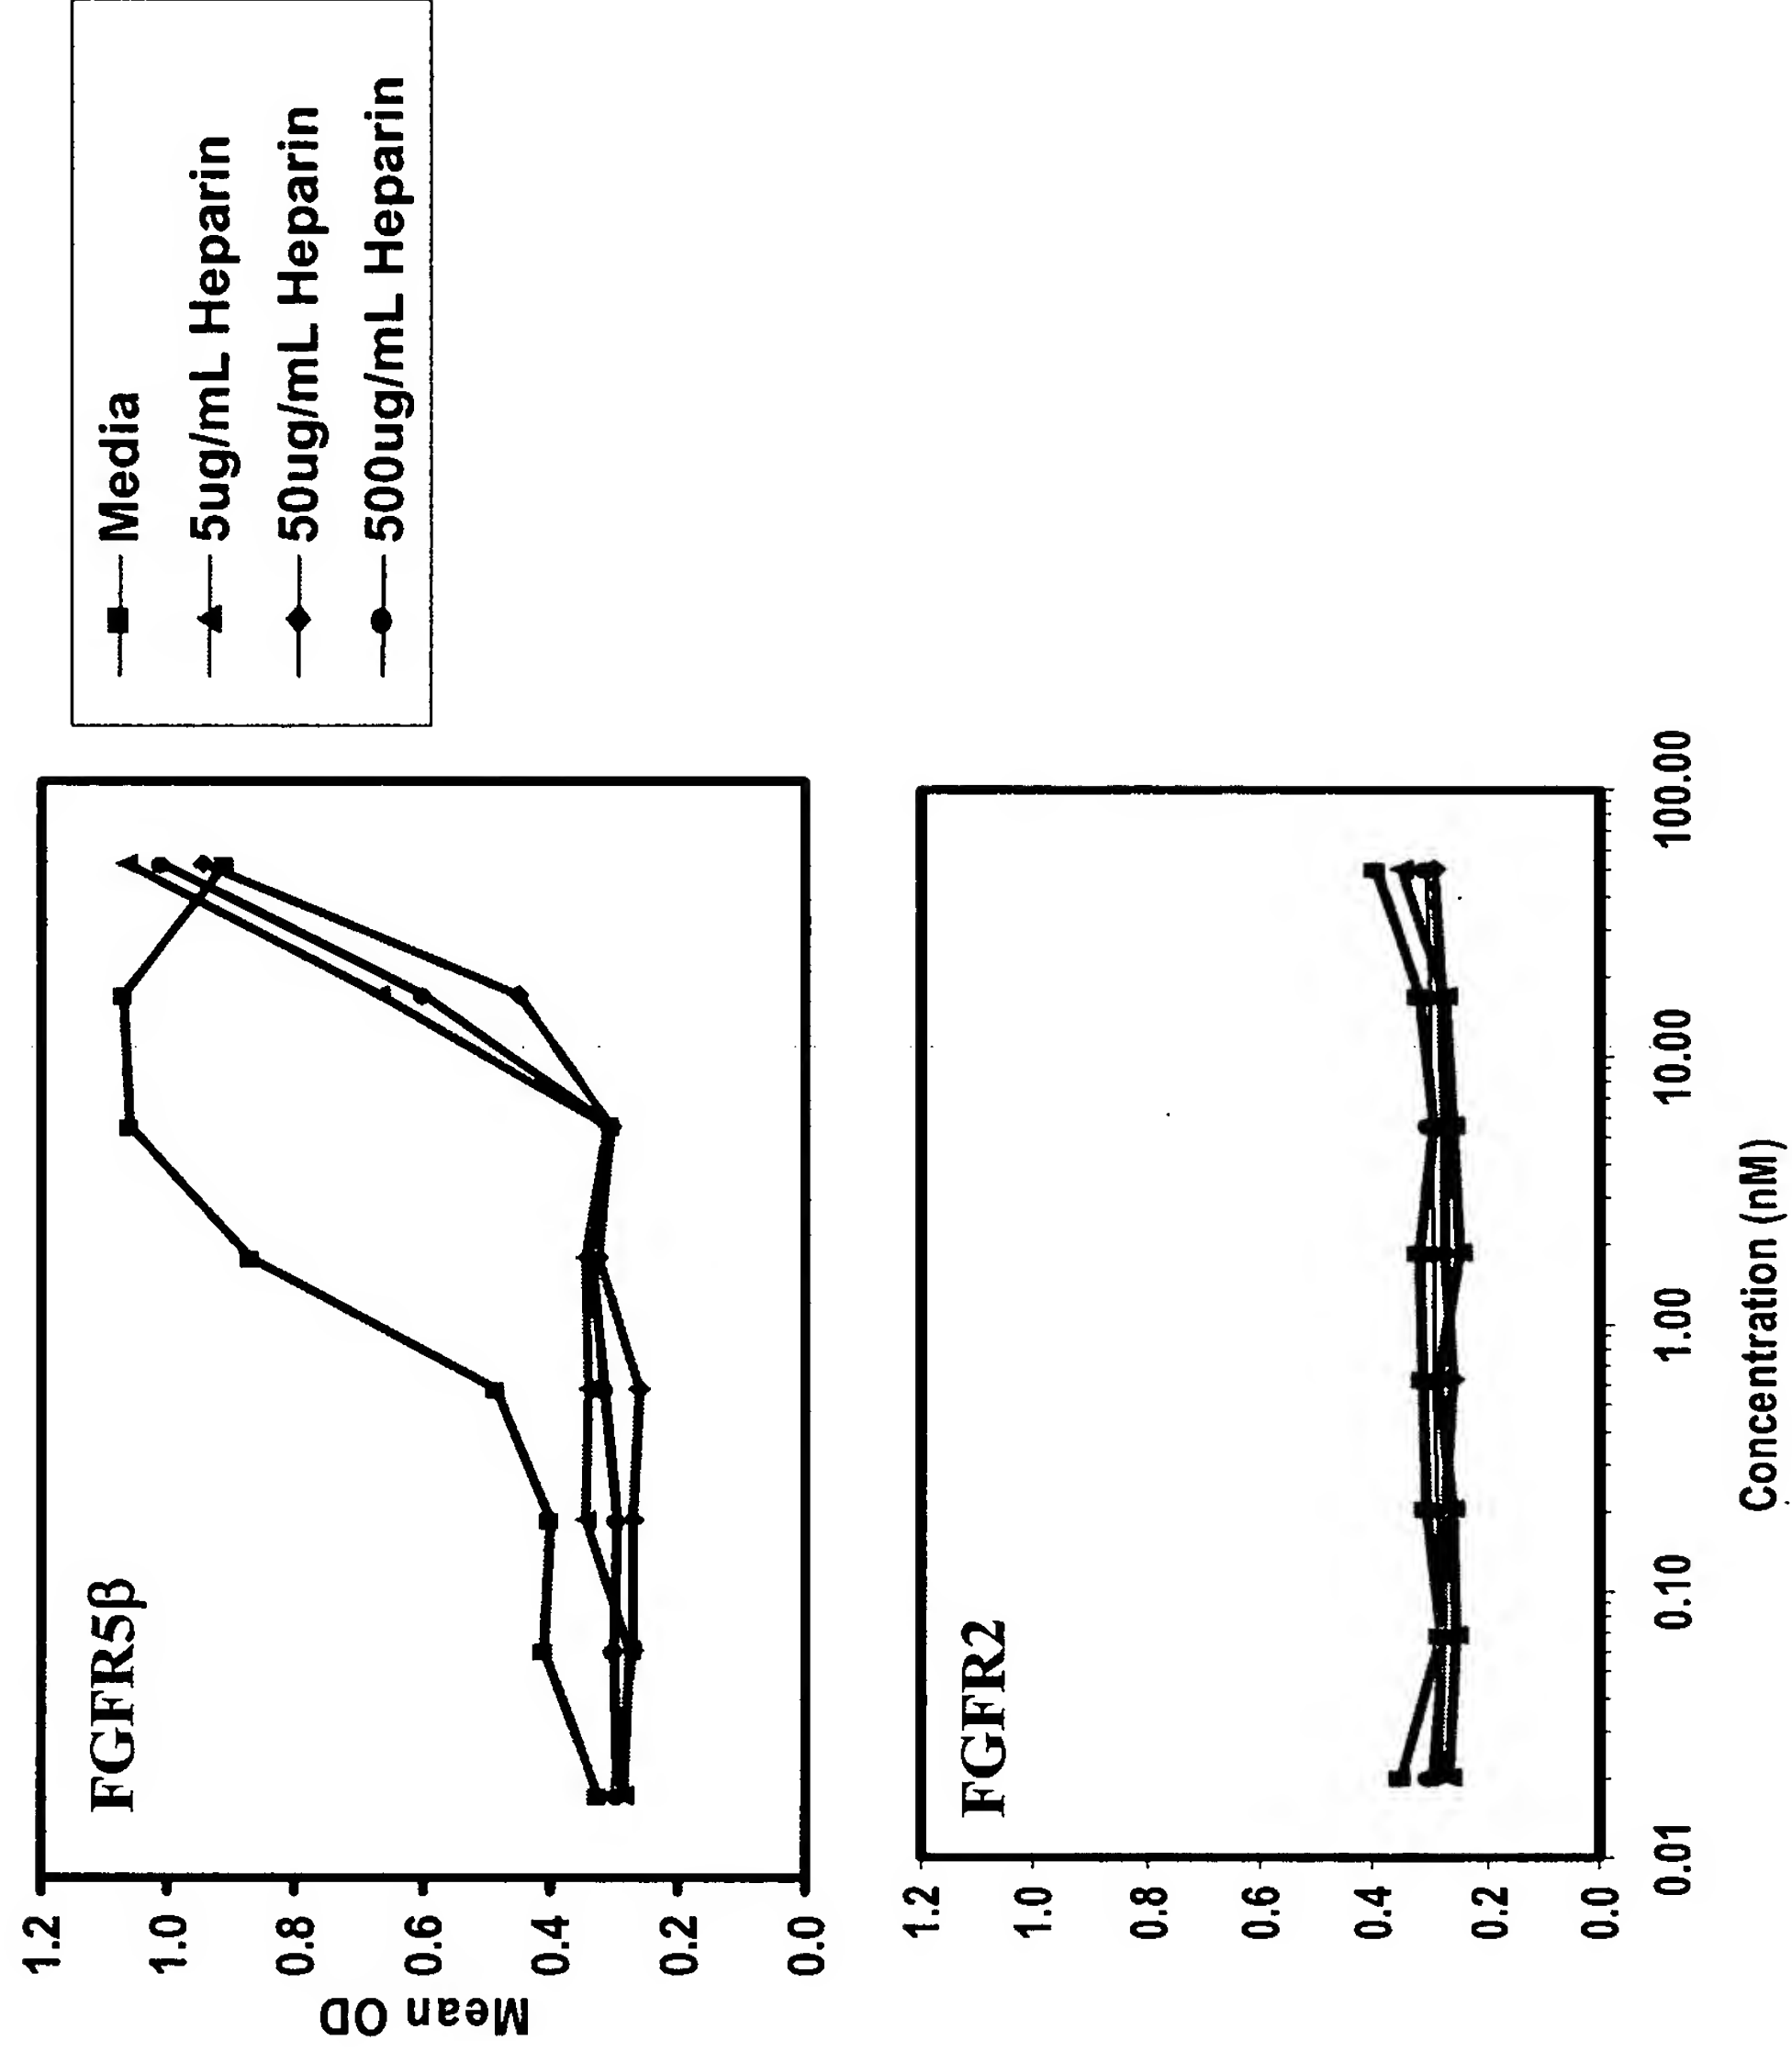 Media
5ug/mL Heparin
50ug/mL Heparin
500ug/mL Heparin
FGFR5β
1.2
1.0
0.8
0.6
0.4
0.2
0.0
Mean OD
FGFR2
1.2
1.0
0.8
0.6
0.4
0.2
0.0
0.01 0.10 1.00 10.00 100.00
Concentration (nM)